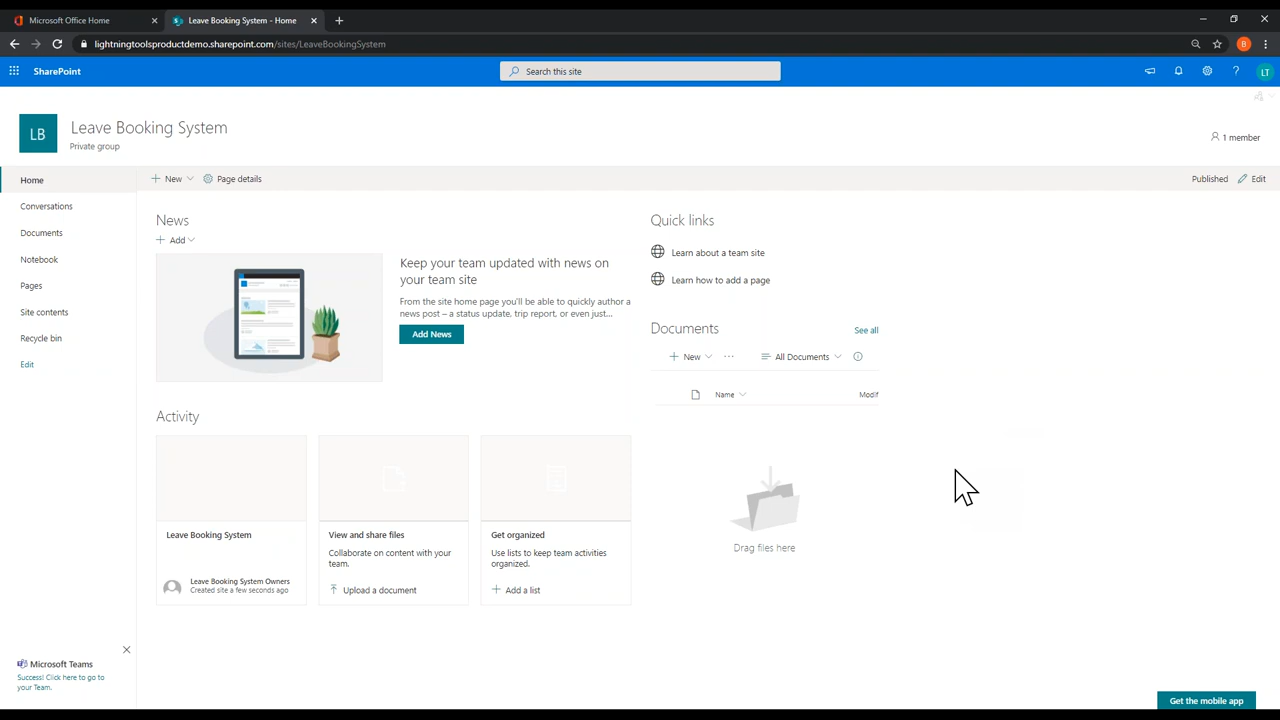 Microsoft Office Home
Leave Booking System - Home
lightningtoolsproductdemo.sharepoint.com/sites/LeaveBookingSystem
B
SharePoint
Search this site
?
LT
LB
Leave Booking System
Private group
1 member
Home
New
Page details
Published
Edit
Conversations
Documents
Notebook
Pages
Site contents
Recycle bin
Edit
News
Add
Keep your team updated with news on
your team site
From the site home page you'll be able to quickly author a
news post – a status update, trip report, or even just...
Add News
Quick links
Learn about a team site
Learn how to add a page
Documents
See all
New
All Documents
Name
Modif
Drag files here
Activity
Leave Booking System
Leave Booking System Owners
Created site a few seconds ago
View and share files
Collaborate on content with your
team.
Upload a document
Get organized
Use lists to keep team activities
organized.
Add a list
Microsoft Teams
Success! Click here to go to
your Team.
Get the mobile app